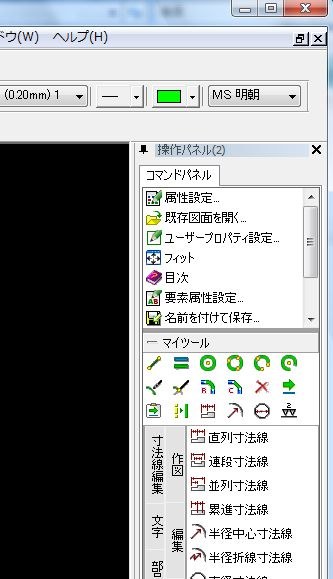 ドウ(W) ヘルプ(H)
(0.20mm) 1
MS 明朝
操作パネル(2)
コマンドパネル
属性設定...
既存図面を開く...
ユーザープロパティ設定...
フィット
目次
要素属性設定...
名前を付けて保存...
マイツール
寸法線編集
文字
部
作図
編集
直列寸法線
連段寸法線
並列寸法線
累進寸法線
半径中心寸法線
半径折線寸法線